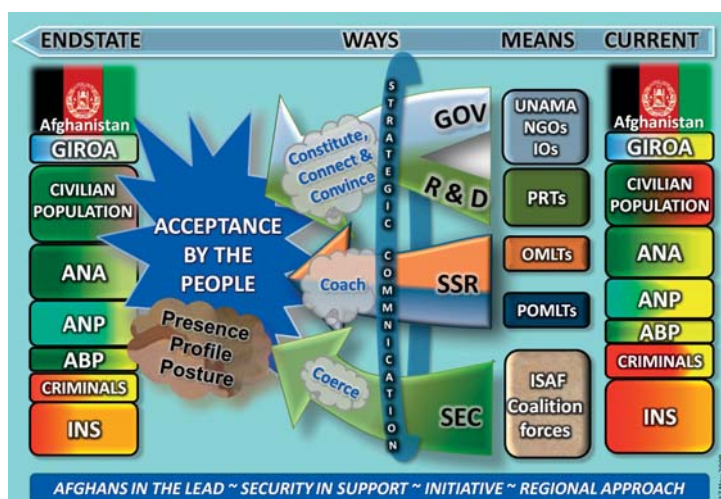 ENDSTATE WAYS MEANS CURRENT
Afghanistan
GIROA
CIVILIAN
POPULATION
ANA
ANP
ABP
CRIMINALS
INS
ACCEPTANCE
BY THE
PEOPLE
Presence
Profile
Posture
Constitute,
Connect &
Convince
Coach
Coerce
STRATEGIC COMMNICATION
GOV
R & D
SSR
SEC
UNAMA
NGOs
IOs
PRTs
OMLTs
POMLTs
ISAF
Coalition
forces
Afghanistan
GIROA
CIVILIAN
POPULATION
ANA
ANP
ABP
CRIMINALS
INS
AFGHANS IN THE LEAD ~ SECURITY IN SUPPORT ~ INITIATIVE ~ REGIONAL APPROACH